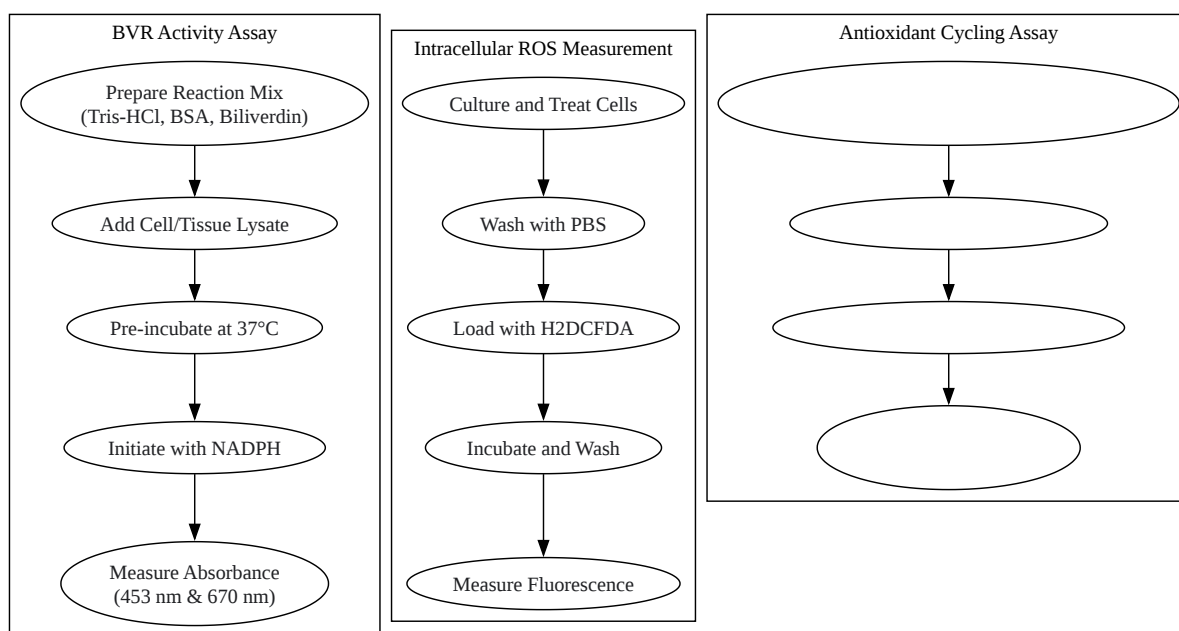 BVR Activity Assay
Prepare Reaction Mix
(Tris-HCl, BSA, Biliverdin)
Add Cell/Tissue Lysate
Pre-incubate at 37°C
Initiate with NADPH
Measure Absorbance
(453 nm & 670 nm)
Intracellular ROS Measurement
Culture and Treat Cells
Wash with PBS
Load with H2DCFDA
Incubate and Wash
Measure Fluorescence
Antioxidant Cycling Assay